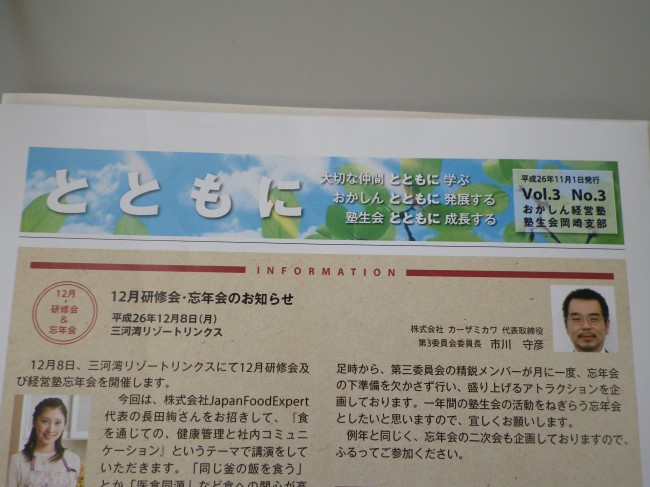 とともに
大切な仲間 とともに 学ぶ
おかしん とともに 発展する
塾生会 とともに 成長する
平成26年11月1日発行
Vol.3 No.3
おかしん経営塾
塾生会岡崎支部
INFORMATION
12月
・
研修会
&
忘年会
12月研修会・忘年会のお知らせ
平成26年12月8日(月)
三河湾リゾートリンクス
株式会社 カーザミカワ 代表取締役
第3委員会委員長 市川 守彦
12月8日、三河湾リゾートリンクスにて12月研修会及
び経営塾忘年会を開催します。
今回は、株式会社JapanFoodExpert
代表の長田絢さんをお招きして、「食
を通じての、健康管理と社内コミュニ
ケーション」というテーマで講演をして
いただきます。「同じ釜の飯を食う」
とか「医食同源」など食への関心が高
足時から、第三委員会の精鋭メンバーが月に一度、忘年会
の下準備を欠かさず行い、盛り上げるアトラクションを企
画しております。一年間の塾生会の活動をねぎらう忘年会
としたいと思いますので、宜しくお願いします。
例年と同じく、忘年会の二次会も企画しておりますので、
ふるってご参加ください。